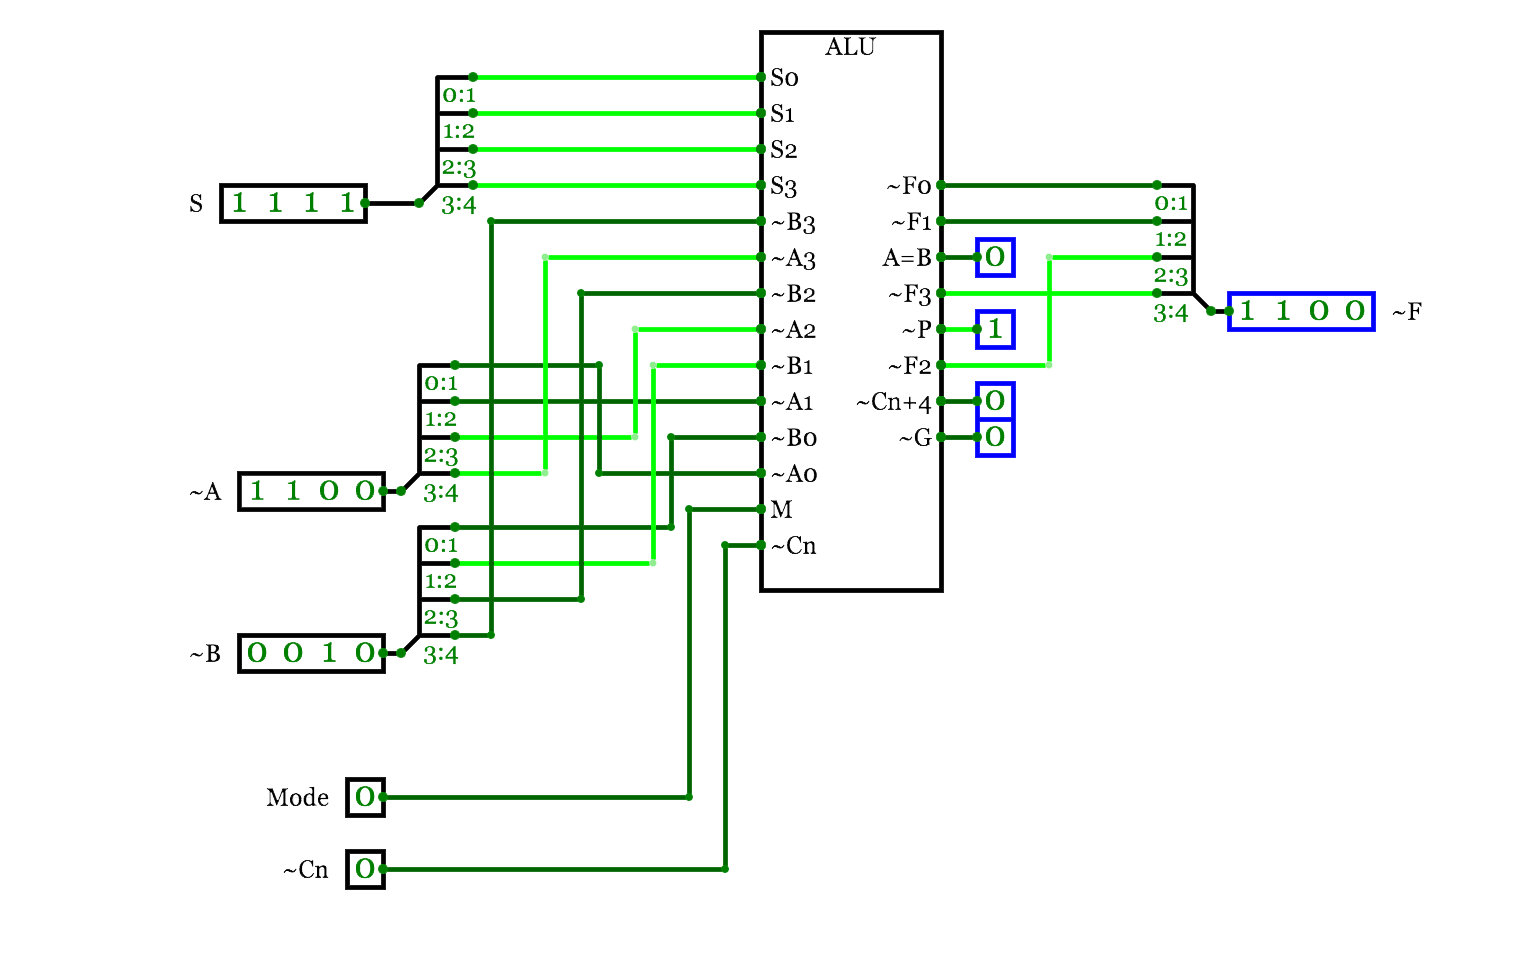 ALU
S0
0:1
S1
1:2
S2
2:3
S3
~F0
S 1 1 1 1
3:4
0:1
~B3
~F1
1:2
~A3
A=B
0
2:3
~B2
~F3
3:4
1 1 0 0 ~F
~A2
~P
1
~B1
~F2
0:1
~A1
~Cn+4
0
1:2
~B0
~G
0
2:3
~A0
~A 1 1 0 0
3:4
M
0:1
~Cn
1:2
2:3
~B 0 0 1 0
3:4
Mode 0
~Cn 0